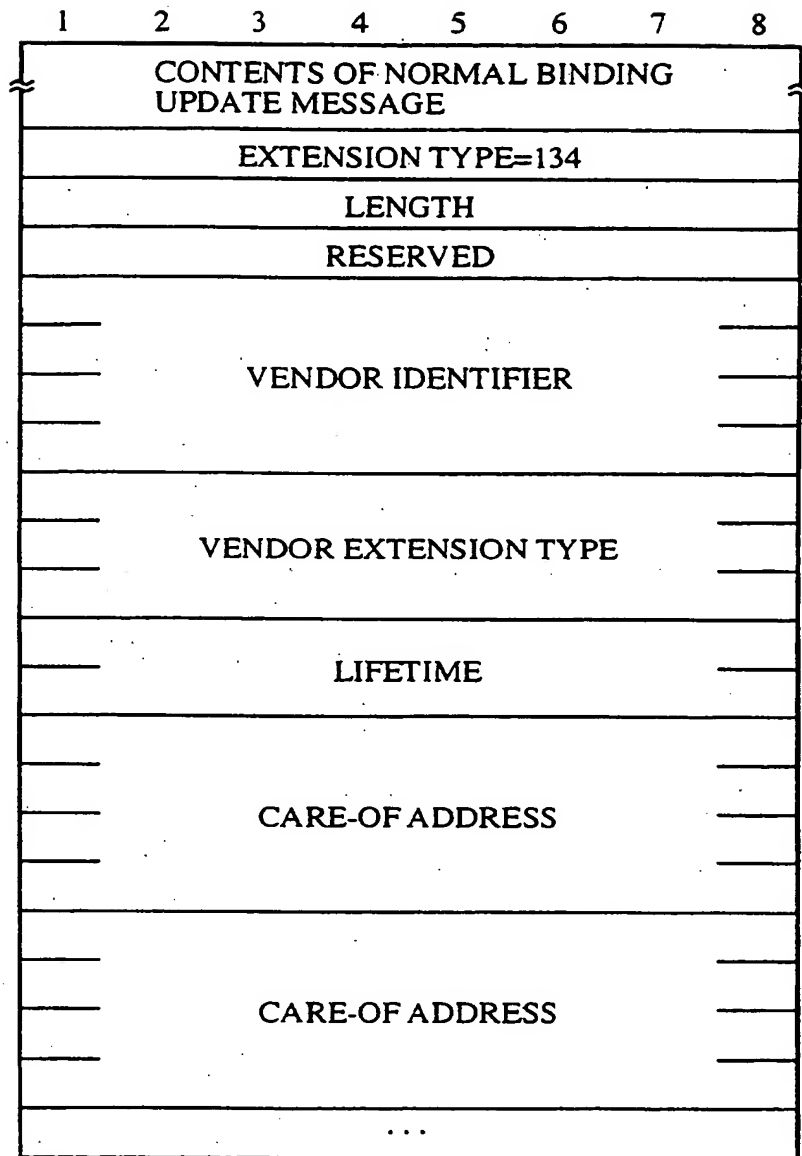 1 2 3 4 5 6 7 8
CONTENTS OF NORMAL BINDING
UPDATE MESSAGE
EXTENSION TYPE=134
LENGTH
RESERVED
VENDOR IDENTIFIER
VENDOR EXTENSION TYPE
LIFETIME
CARE-OF ADDRESS
CARE-OF ADDRESS
...